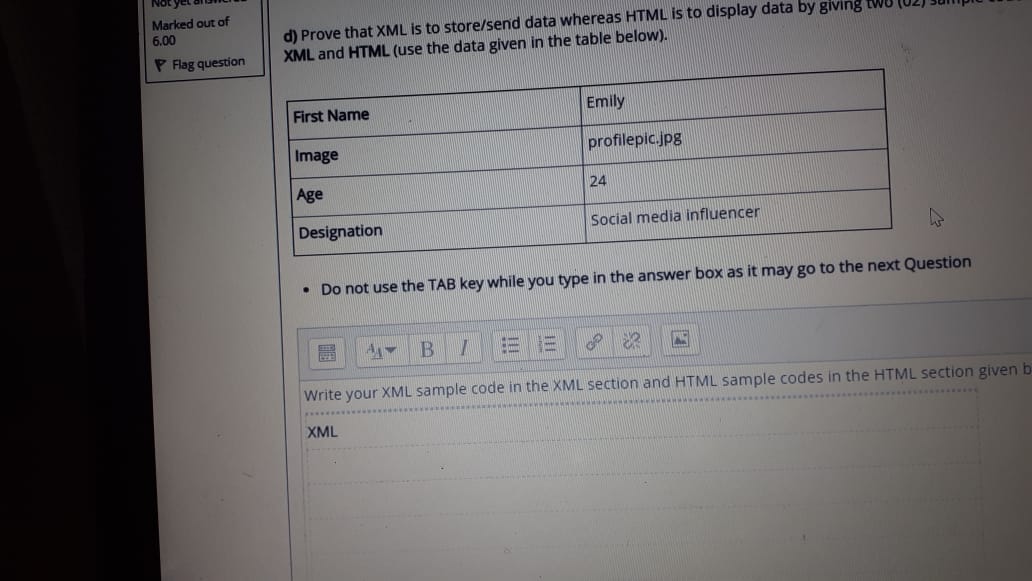 Not yet answered
Marked out of
6.00
Flag question
d) Prove that XML is to store/send data whereas HTML is to display data by giving two (02)
XML and HTML (use the data given in the table below).
First Name
Emily
Image
profilepic.jpg
Age
24
Designation
Social media influencer
• Do not use the TAB key while you type in the answer box as it may go to the next Question
B I
Write your XML sample code in the XML section and HTML sample codes in the HTML section given b
XML